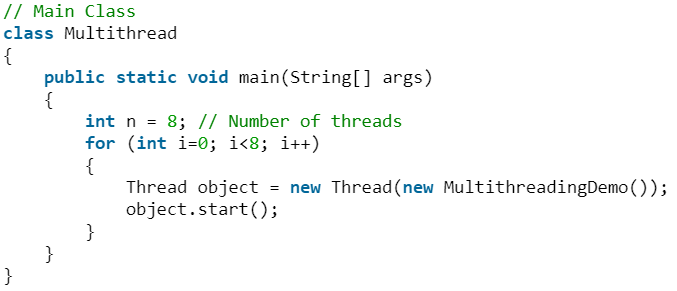 // Main Class
class Multithread
{
    public static void main(String[] args)
    {
        int n = 8; // Number of threads
        for (int i=0; i<8; i++)
        {
            Thread object = new Thread(new MultithreadingDemo());
            object.start();
        }
    }
}